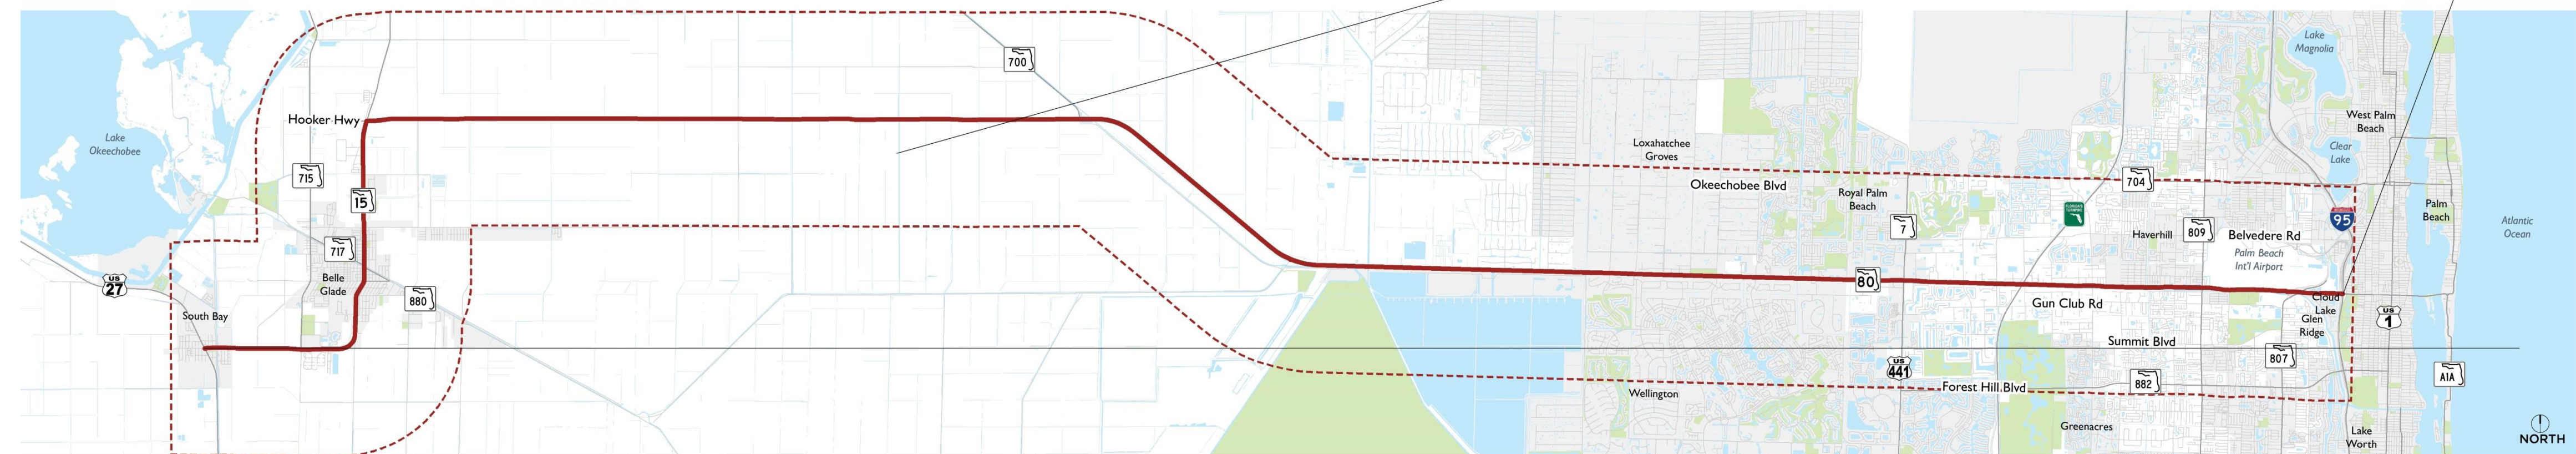 Lake
Okeechobee
US
27
South Bay
Hooker Hwy
715
15
717
Belle
Glade
880
700
Loxahatchee
Groves
Okeechobee Blvd
Royal Palm
Beach
7
80
US
441
Wellington
Forest Hill Blvd
Gun Club Rd
Summit Blvd
882
Greenacres
704
Haverhill
809
Belvedere Rd
Palm Beach
Int'l Airport
Lake
Magnolia
West Palm
Beach
Clear
Lake
95
Cloud
Lake
Glen
Ridge
807
US
1
Lake
Worth
Palm
Beach
A1A
Atlantic
Ocean
NORTH